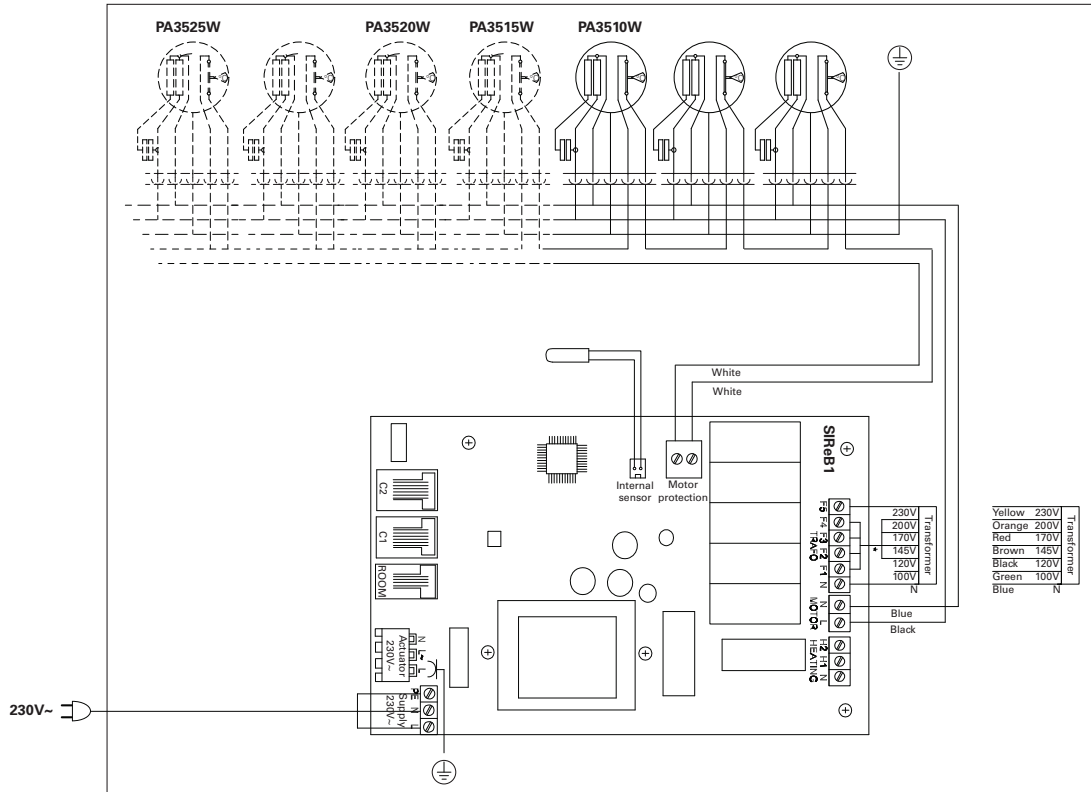 PA3525W PA3520W PA3515W PA3510W
White
White
SIReB1
Internal
sensor
Motor
protection
C2
C1
ROOM
F5
F4
F3
F2
F1
N
TRAFO
*
230V
200V
170V
145V
120V
100V
N
Transformer
Yellow 230V
Orange 200V
Red 170V
Brown 145V
Black 120V
Green 100V
Blue N
Transformer
N
L
MOTOR
Blue
Black
H2
H1
N
HEATING
Actuator
230V~
N
L*
L
PE
N
L
Supply
230V~
230V~